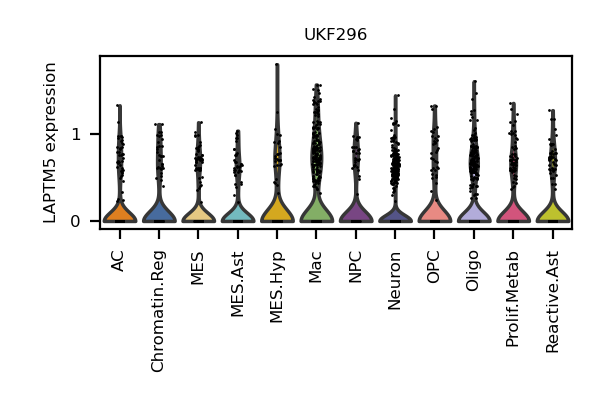 UKF296
LAPTM5 expression
1
0
AC
Chromatin.Reg
MES
MES.Ast
MES.Hyp
Mac
NPC
Neuron
OPC
Oligo
Prolif.Metab
Reactive.Ast